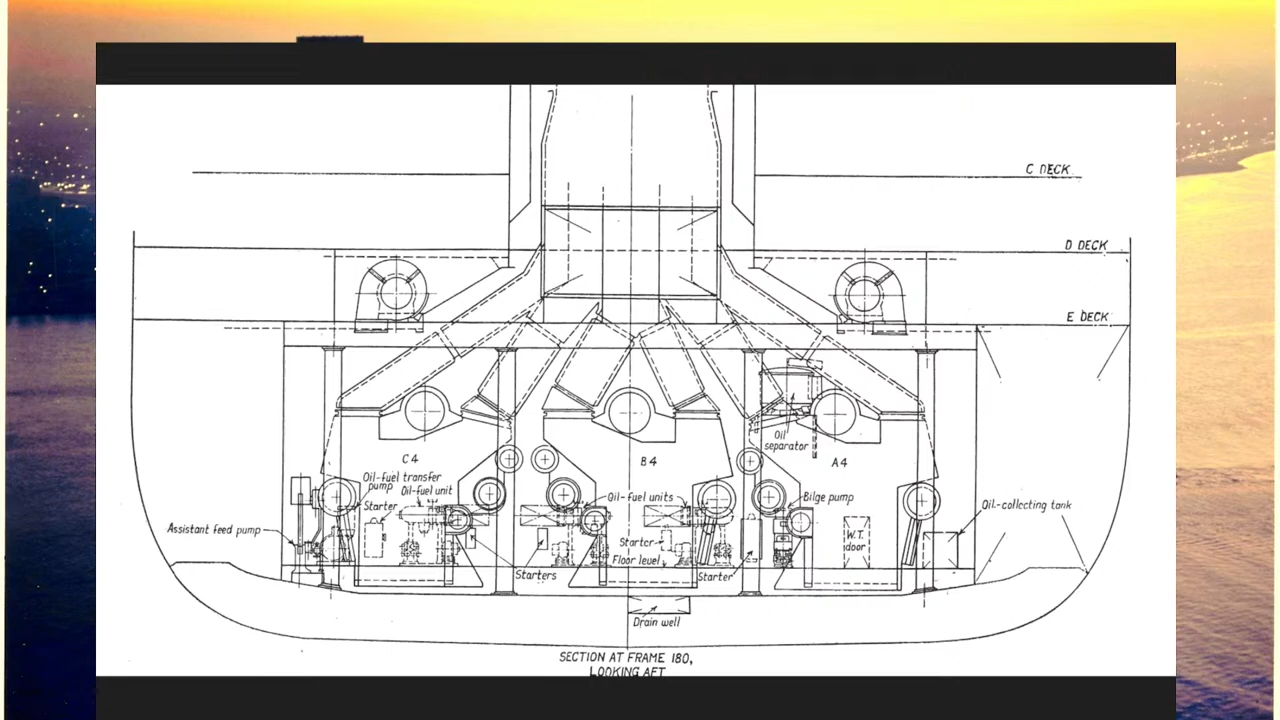 C DECK
D DECK
E DECK
Oil
separator
C4
B4
A4
Oil-fuel transfer
pump
Oil-fuel unit
Starter
Oil-fuel units
Bilge pump
Oil-collecting tank
Assistant feed pump
W.T.
door
Starter
Floor level
Starters
Starter
Drain well
SECTION AT FRAME 180,
LOOKING AFT